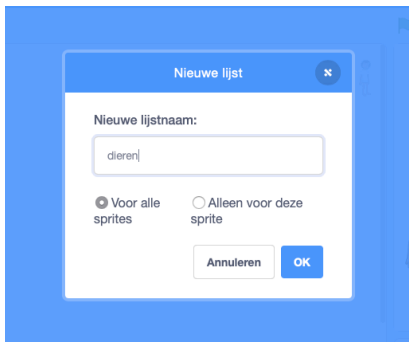 Nieuwe lijst
Nieuwe lijstnaam:
dieren
Voor alle sprites
Alleen voor deze sprite
Annuleren
OK